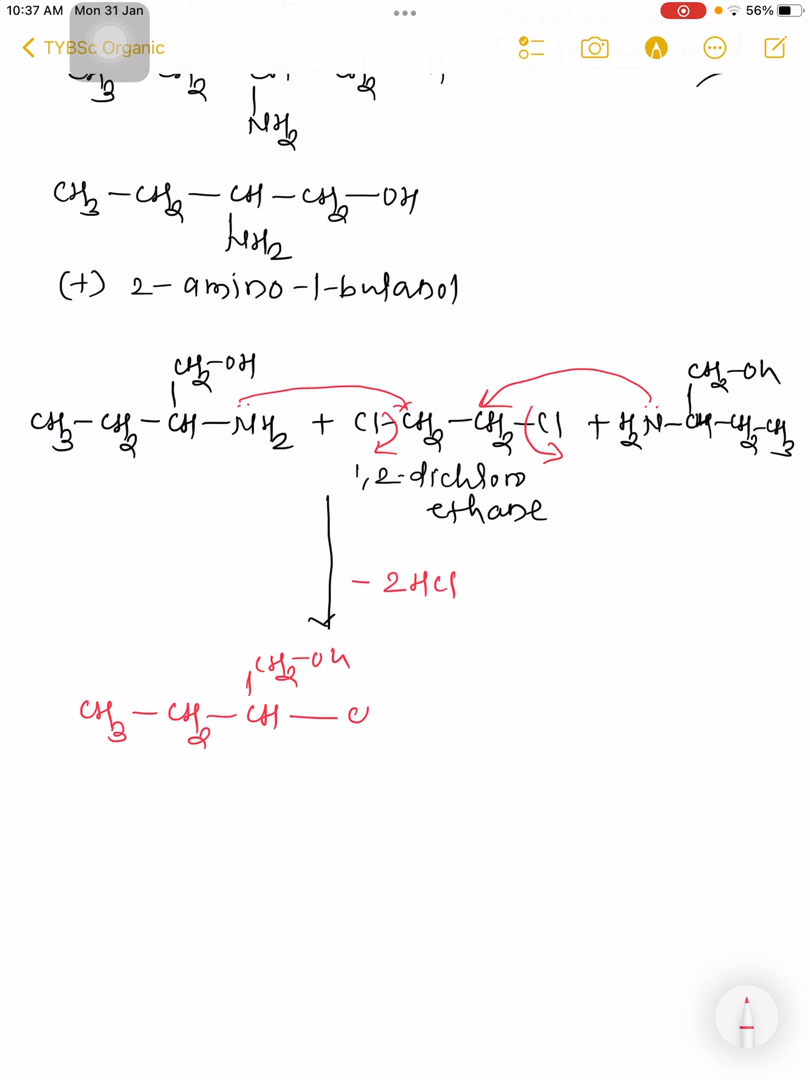 10:37 AM Mon 31 Jan
56%
TYBSc Organic
NH2
CH3 — CH2 — CH — CH2 — OH
NH2
(+) 2-amino-1-butanol
CH2-OH
CH2-OH
CH3 — CH2 — CH — NH2 + Cl-CH2 — CH2 — Cl + H2N — CH — CH2 — CH3
1,2-dichloro
ethane
- 2HCl
CH2-OH
CH3 — CH2 — CH — C